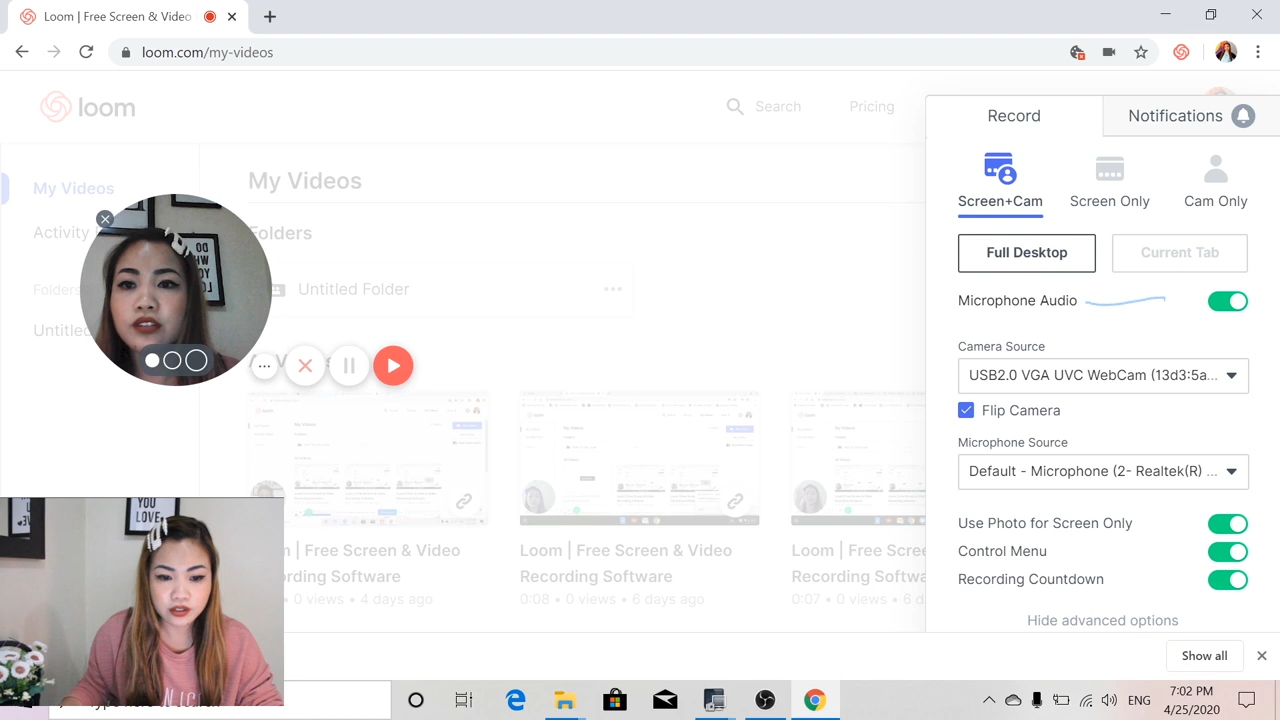 Loom | Free Screen & Video
loom.com/my-videos
loom
Search
Pricing
Record
Notifications
My Videos
My Videos
Screen+Cam
Screen Only
Cam Only
Activity
Folders
Full Desktop
Current Tab
Folders
Untitled Folder
...
Microphone Audio
Untitled
Camera Source
USB2.0 VGA UVC WebCam (13d3:5a...
Flip Camera
Microphone Source
Default - Microphone (2- Realtek(R) ...
YOU
LOVE
Use Photo for Screen Only
Control Menu
Recording Countdown
| Free Screen & Video
Recording Software
0 views • 4 days ago
Loom | Free Screen & Video
Recording Software
0:08 • 0 views • 6 days ago
Loom | Free Screen
Recording Software
0:07 • 0 views • 6 d
Hide advanced options
Show all
ENG
7:02 PM
4/25/2020